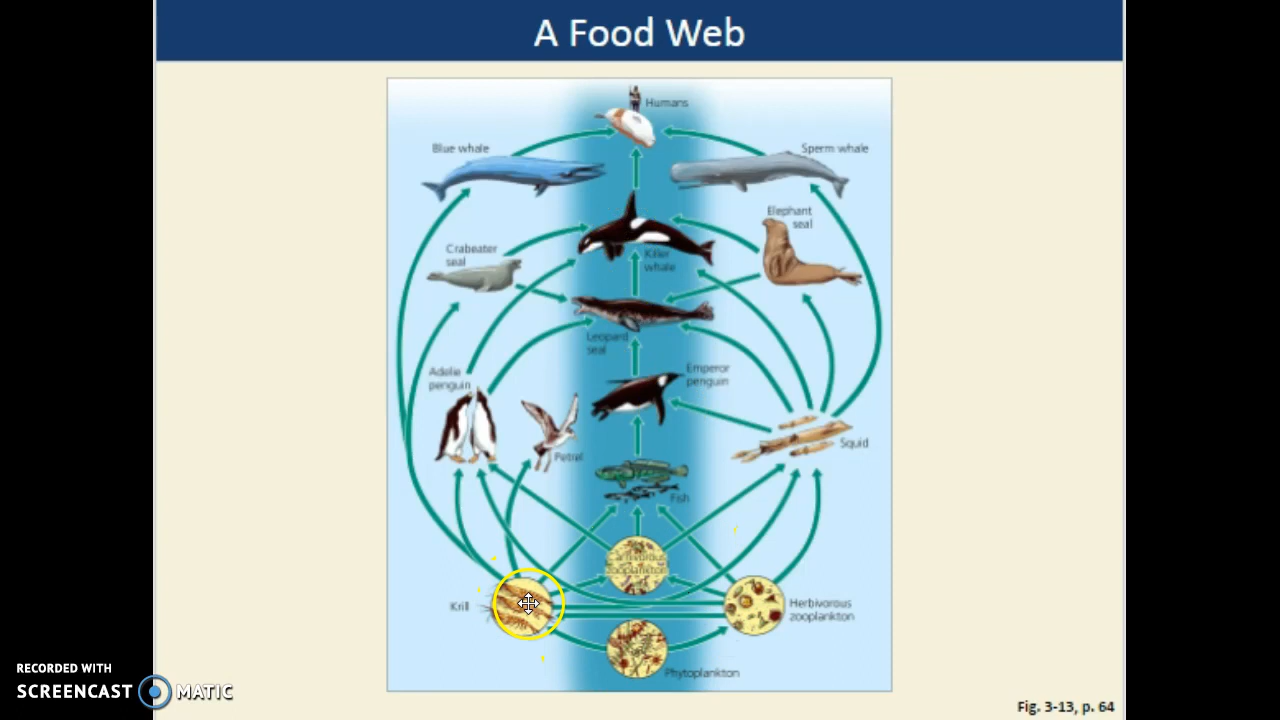 A Food Web
Humans
Blue whale
Sperm whale
Elephant
seal
Crabeater
seal
Killer
whale
Leopard
seal
Adelie
penguin
Emperor
penguin
Squid
Petrel
Fish
Carnivorous
zooplankton
Krill
Herbivorous
zooplankton
Phytoplankton
RECORDED WITH
SCREENCAST MATIC
Fig. 3-13, p. 64